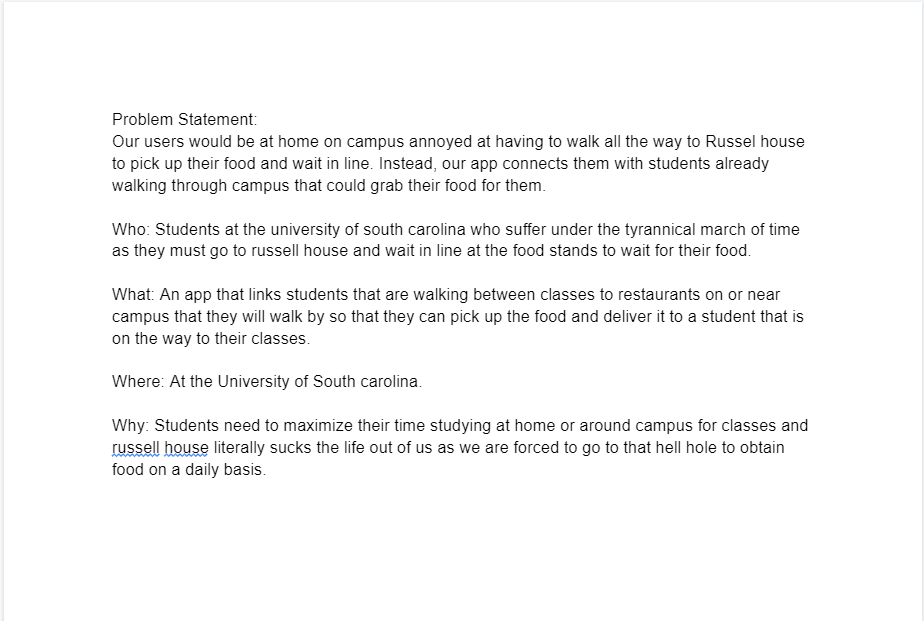 Problem Statement:
Our users would be at home on campus annoyed at having to walk all the way to Russel house
to pick up their food and wait in line. Instead, our app connects them with students already
walking through campus that could grab their food for them.
Who: Students at the university of south carolina who suffer under the tyrannical march of time
as they must go to russell house and wait in line at the food stands to wait for their food.
What: An app that links students that are walking between classes to restaurants on or near
campus that they will walk by so that they can pick up the food and deliver it to a student that is
on the way to their classes.
Where: At the University of South carolina.
Why: Students need to maximize their time studying at home or around campus for classes and
russell house literally sucks the life out of us as we are forced to go to that hell hole to obtain
food on a daily basis.